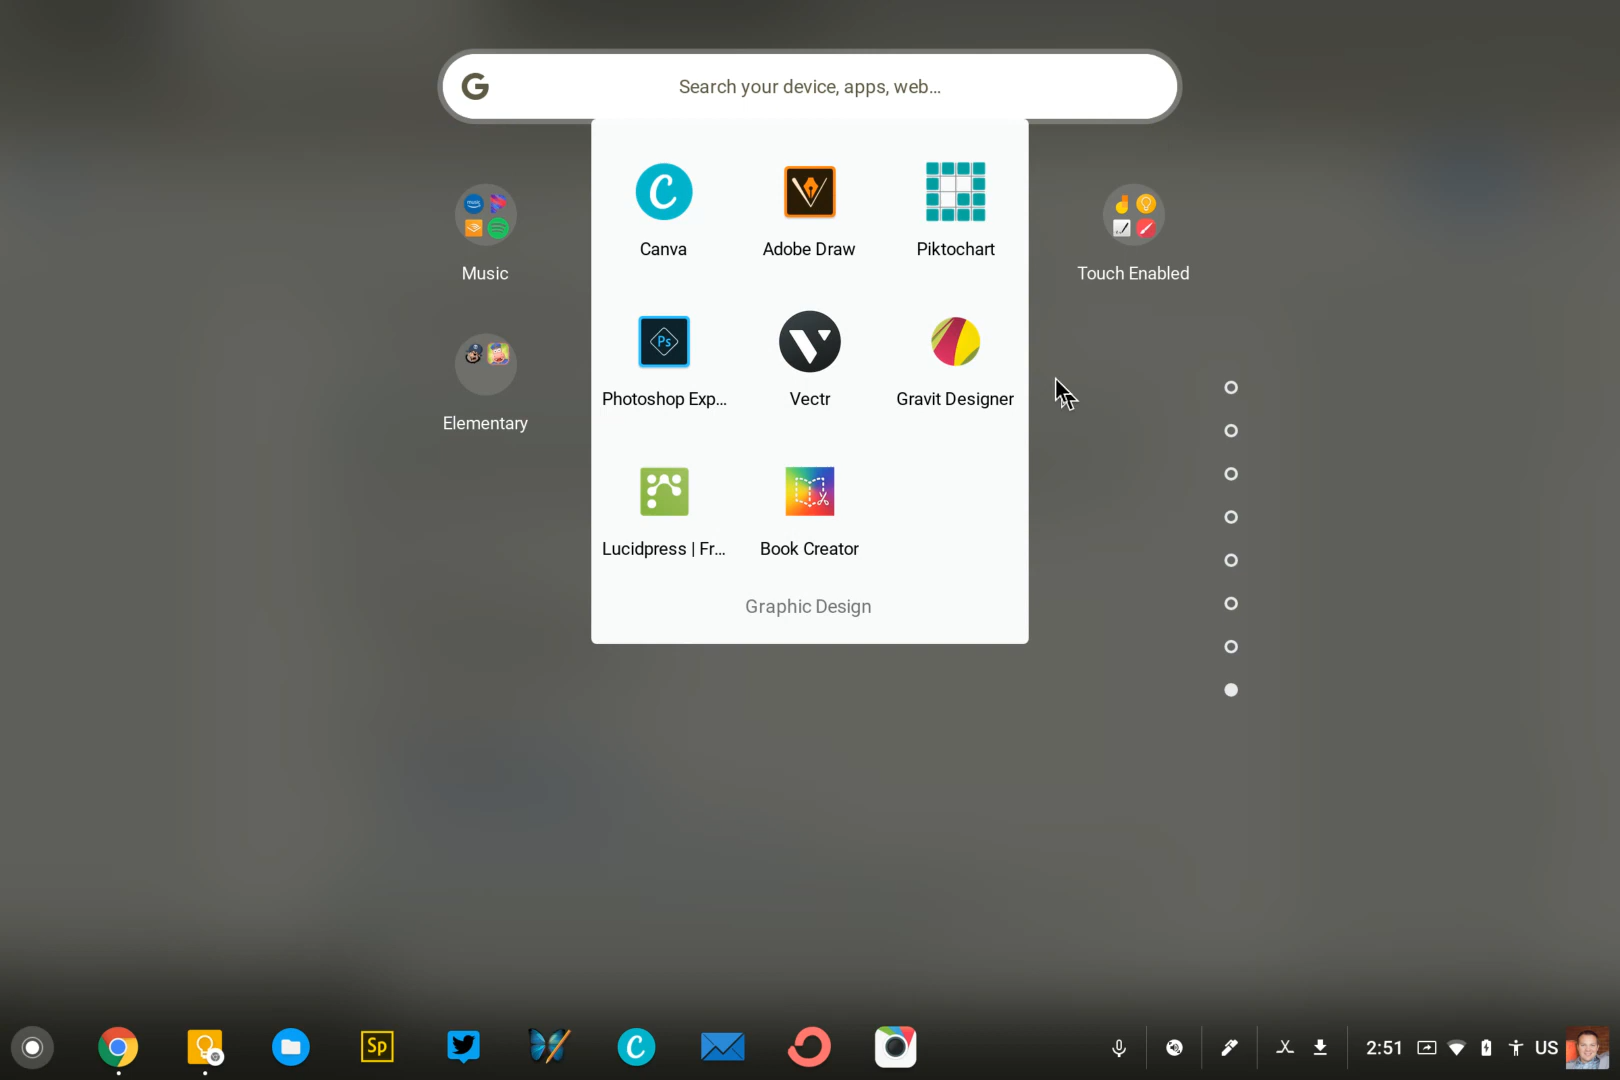 Search your device, apps, web...
Canva
Adobe Draw
Piktochart
Music
Touch Enabled
Ps
Photoshop Exp...
Vectr
Gravit Designer
Elementary
Lucidpress | Fr...
Book Creator
Graphic Design
Sp
2:51
US